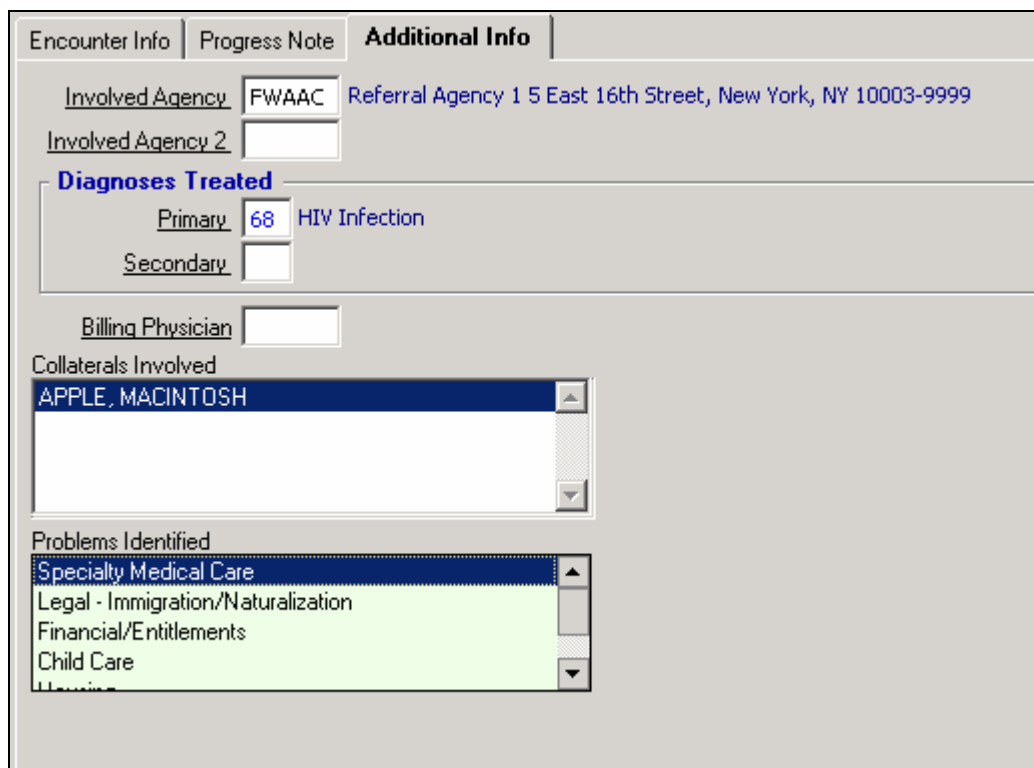 Encounter Info Progress Note Additional Info
Involved Agency FWAAC Referral Agency 1 5 East 16th Street, New York, NY 10003-9999
Involved Agency 2
Diagnoses Treated
Primary 68 HIV Infection
Secondary
Billing Physician
Collaterals Involved
APPLE, MACINTOSH
Problems Identified
Specialty Medical Care
Legal - Immigration/Naturalization
Financial/Entitlements
Child Care
Housing